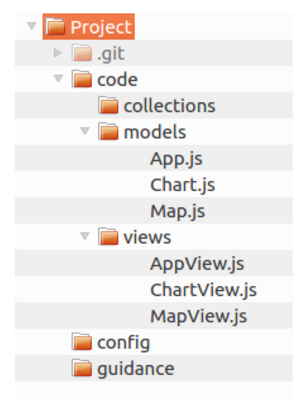 Project
.git
code
collections
models
App.js
Chart.js
Map.js
views
AppView.js
ChartView.js
MapView.js
config
guidance